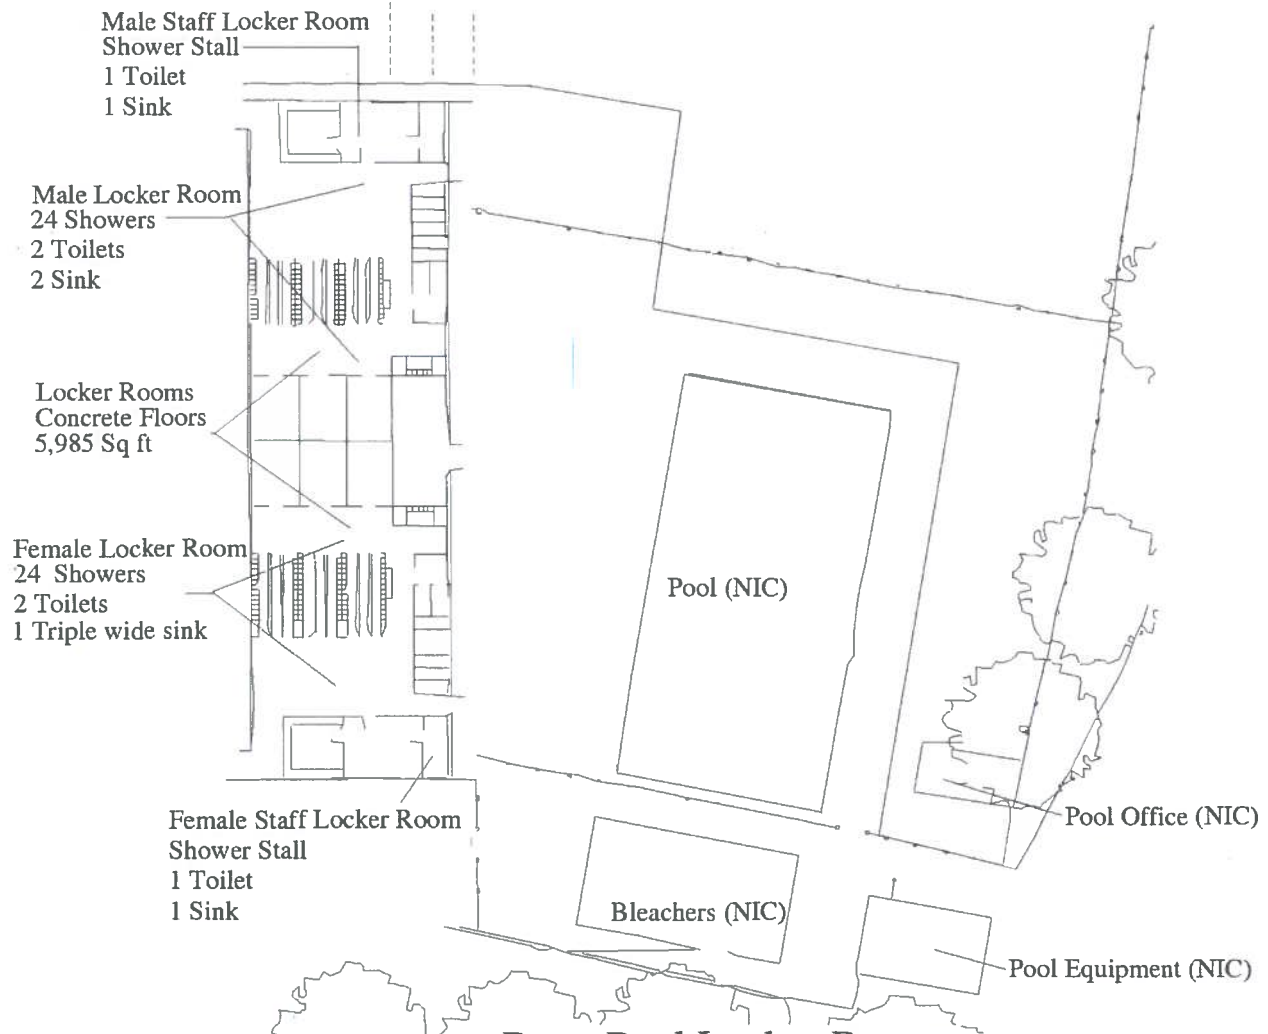 Male Staff Locker Room
Shower Stall
1 Toilet
1 Sink
Male Locker Room
24 Showers
2 Toilets
2 Sink
Locker Rooms
Concrete Floors
5,985 Sq ft
Female Locker Room
24 Showers
2 Toilets
1 Triple wide sink
Pool (NIC)
Female Staff Locker Room
Shower Stall
1 Toilet
1 Sink
Bleachers (NIC)
Pool Office (NIC)
Pool Equipment (NIC)